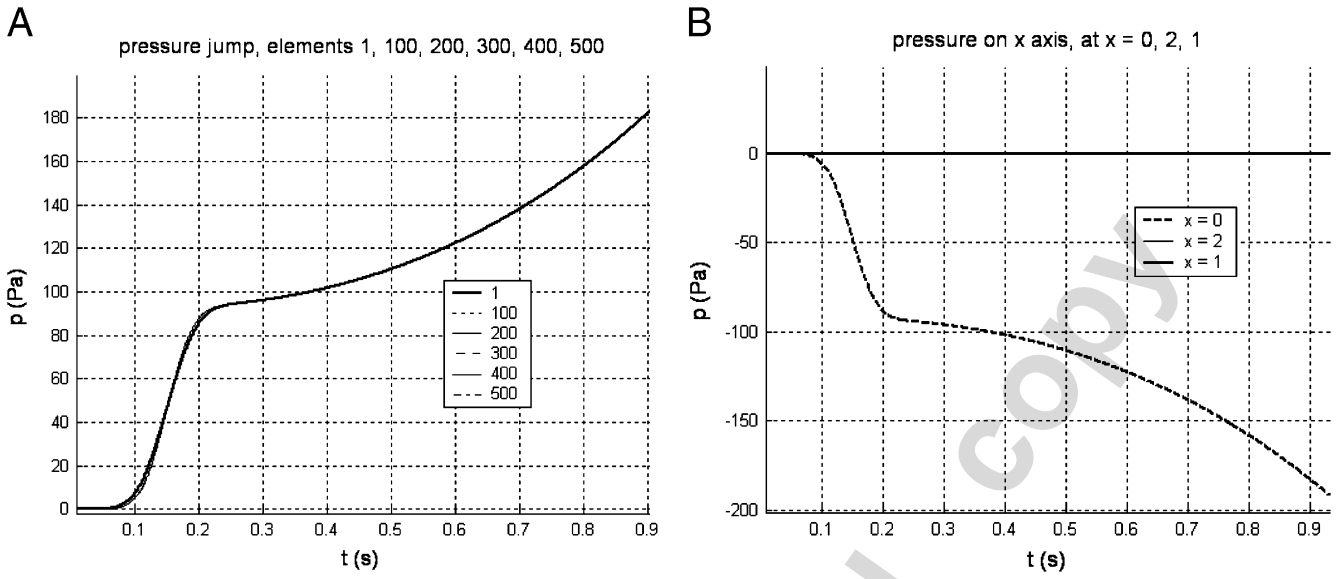 A
pressure jump, elements 1, 100, 200, 300, 400, 500
180
160
140
120
100
80
60
40
20
0
p (Pa)
1
100
200
300
400
500
0.1 0.2 0.3 0.4 0.5 0.6 0.7 0.8 0.9
t (s)
B
pressure on x axis, at x = 0, 2, 1
0
-50
-100
-150
-200
p (Pa)
x = 0
x = 2
x = 1
0.1 0.2 0.3 0.4 0.5 0.6 0.7 0.8 0.9
t (s)
copy